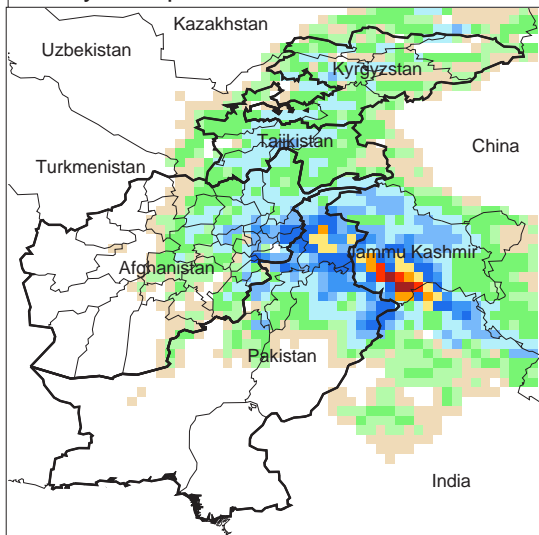 Kazakhstan
Uzbekistan
Kyrgyzstan
Tajikistan
China
Turkmenistan
Jammu Kashmir
Afghanistan
Pakistan
India